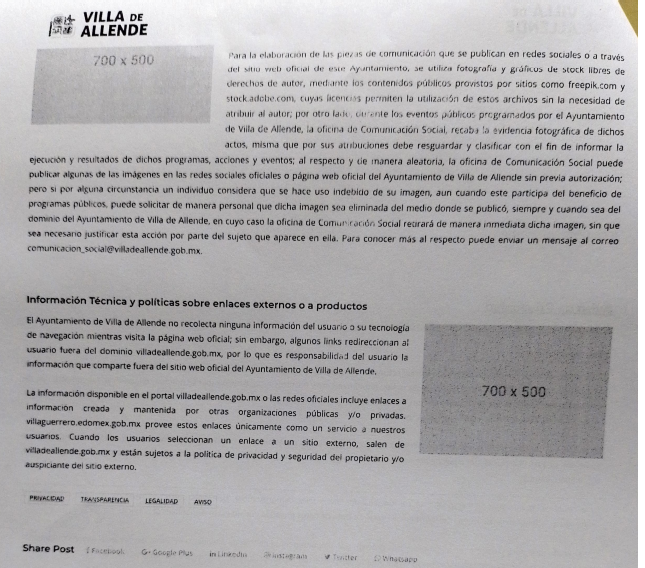 VILLA DE
ALLENDE
700 x 500
Para la elaboración de las piezas de comunicación que se publican en redes sociales o a través
del sitio web oficial de este Ayuntamiento, se utiliza fotografía y gráficos de stock libres de
derechos de autor, mediante los contenidos públicos provistos por sitios como freepik.com y
stock.adobe.com, cuyas licencias permiten la utilización de estos archivos sin la necesidad de
atribuir al autor; por otro lado, durante los eventos públicos programados por el Ayuntamiento
de Villa de Allende, la oficina de Comunicación Social, recaba la evidencia fotográfica de dichos
actos, misma que por sus atribuciones debe resguardar y clasificar con el fin de informar la
ejecución y resultados de dichos programas, acciones y eventos; al respecto y de manera aleatoria, la oficina de Comunicación Social puede
publicar algunas de las imágenes en las redes sociales oficiales o página web oficial del Ayuntamiento de Villa de Allende sin previa autorización;
pero si por alguna circunstancia un individuo considera que se hace uso indebido de su imagen, aun cuando este participa del beneficio de
programas públicos, puede solicitar de manera personal que dicha imagen sea eliminada del medio donde se publicó, siempre y cuando sea del
dominio del Ayuntamiento de Villa de Allende, en cuyo caso la oficina de Comunicación Social retirará de manera inmediata dicha imagen, sin que
sea necesario justificar esta acción por parte del sujeto que aparece en ella. Para conocer más al respecto puede enviar un mensaje al correo
comunicacion_social@villadeallende.gob.mx.
Información Técnica y políticas sobre enlaces externos o a productos
El Ayuntamiento de Villa de Allende no recolecta ninguna información del usuario o su tecnología
de navegación mientras visita la página web oficial; sin embargo, algunos links redireccionan al
usuario fuera del dominio villadeallende.gob.mx, por lo que es responsabilidad del usuario la
información que comparte fuera del sitio web oficial del Ayuntamiento de Villa de Allende.
700 x 500
La información disponible en el portal villadeallende.gob.mx o las redes oficiales incluye enlaces a
información creada y mantenida por otras organizaciones públicas y/o privadas.
villaguerrero.edomex.gob.mx provee estos enlaces únicamente como un servicio a nuestros
usuarios. Cuando los usuarios seleccionan un enlace a un sitio externo, salen de
villadeallende.gob.mx y están sujetos a la política de privacidad y seguridad del propietario y/o
auspiciante del sitio externo.
PRIVACIDAD TRANSPARENCIA LEGALIDAD AVISO
Share Post Facebook G+ Google Plus in Linkedin Instagram Twitter Whatsapp